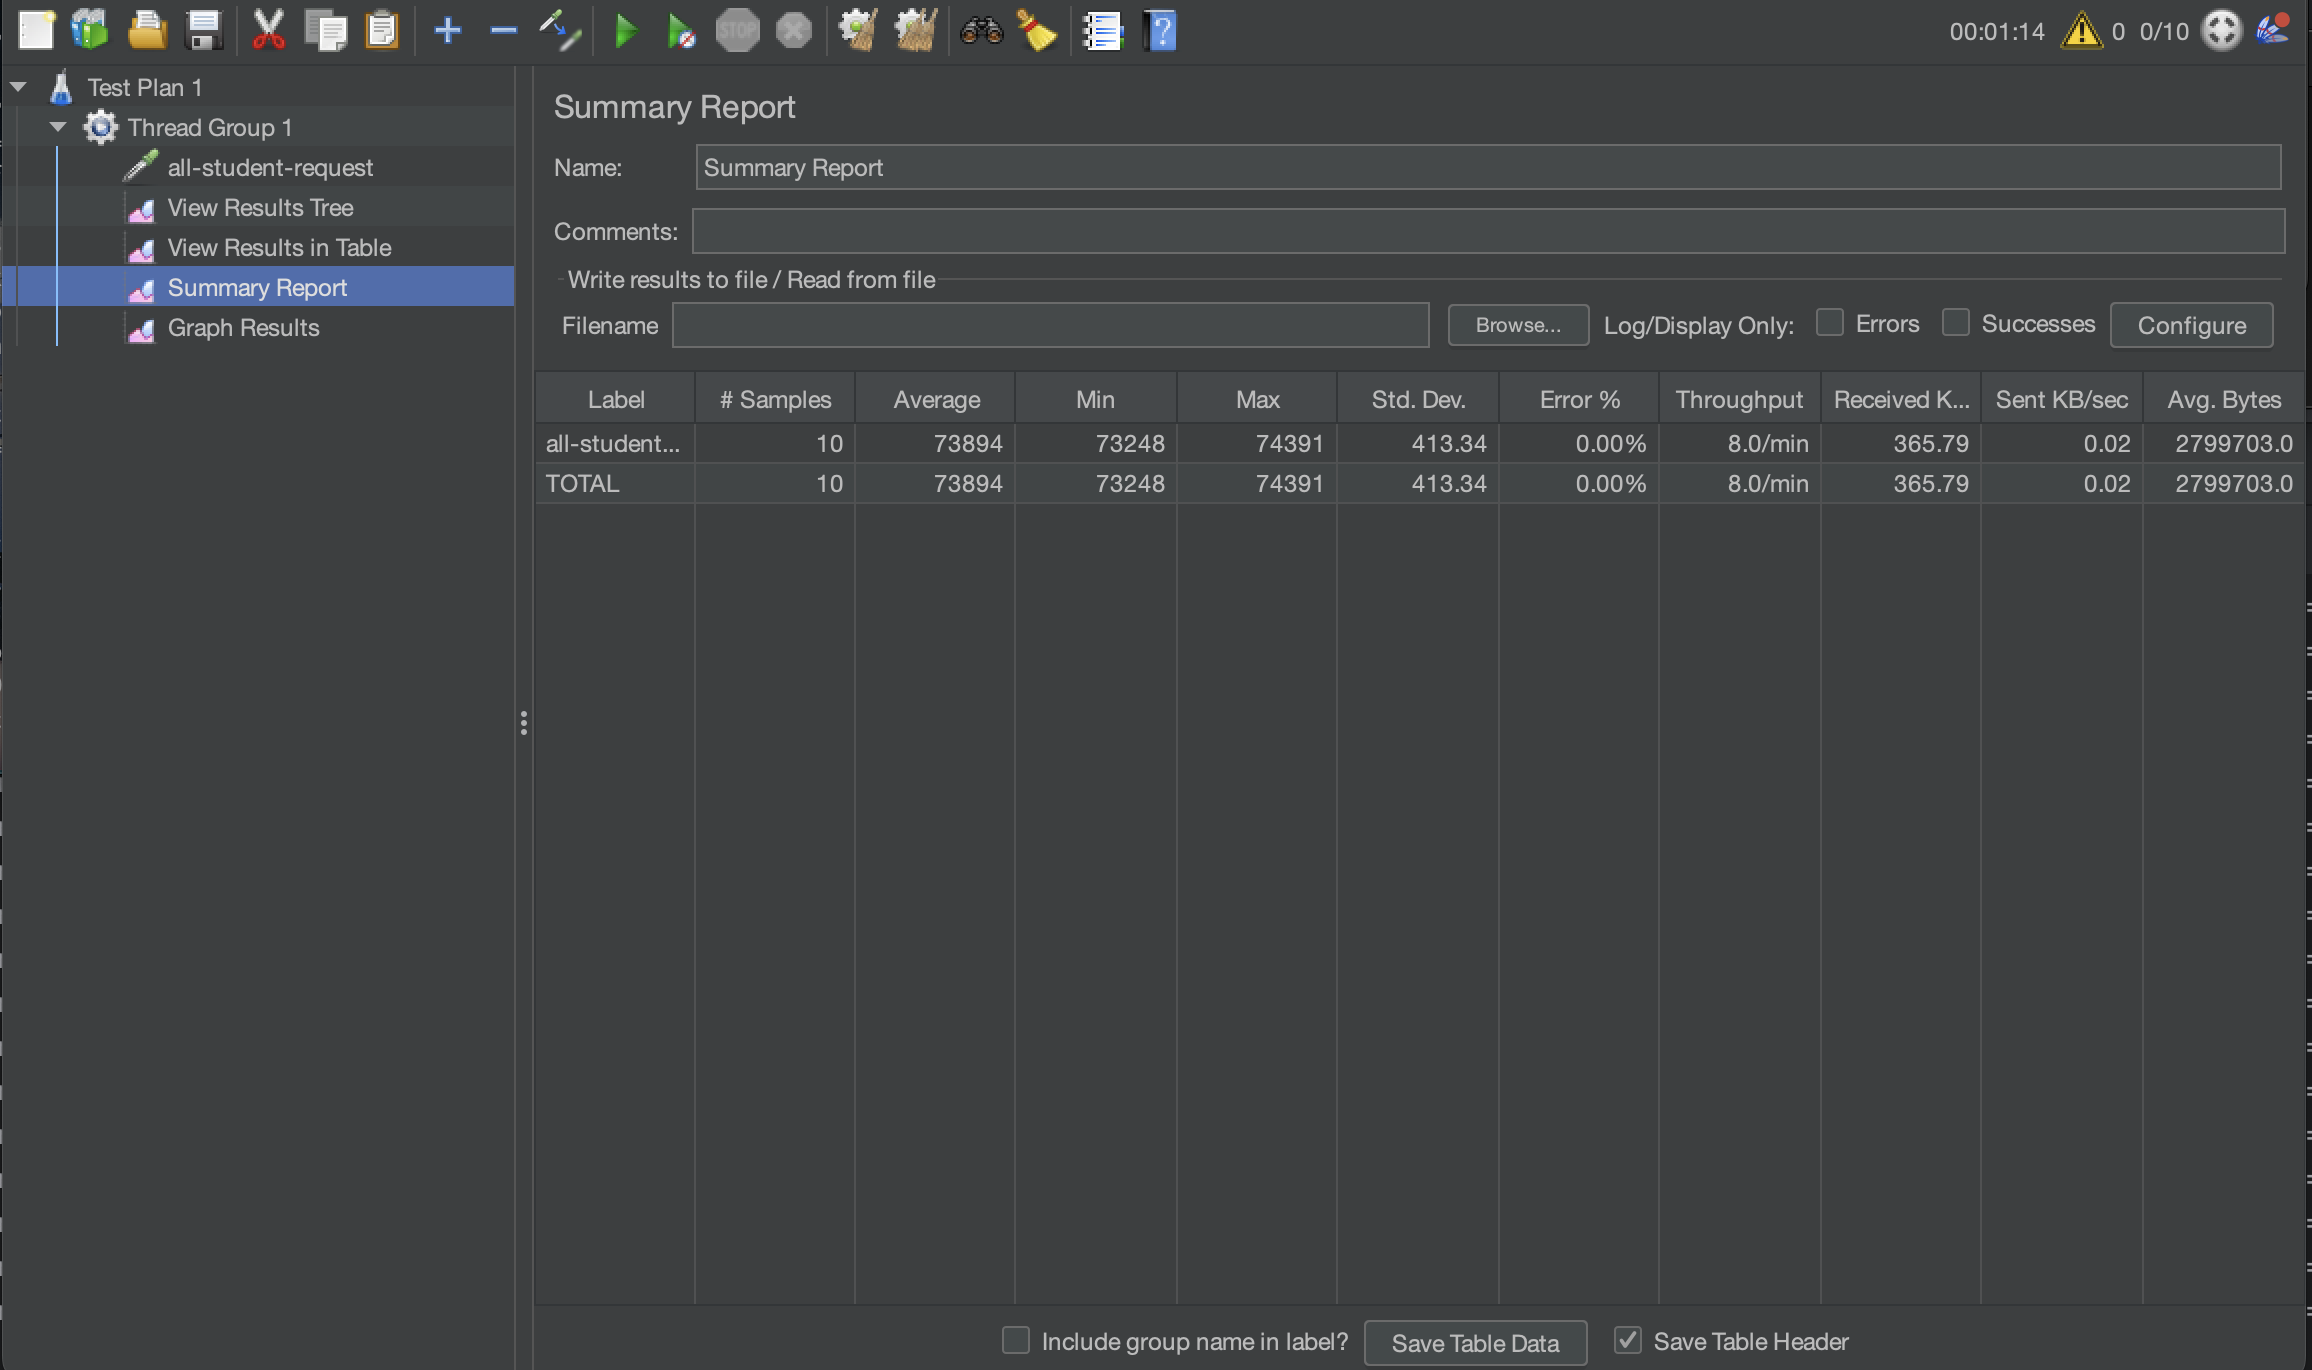 STOP
00:01:14 0 0/10
Test Plan 1
Thread Group 1
all-student-request
View Results Tree
View Results in Table
Summary Report
Graph Results
Summary Report
Name: Summary Report
Comments:
Write results to file / Read from file
Filename Browse... Log/Display Only: Errors Successes Configure
Label # Samples Average Min Max Std. Dev. Error % Throughput Received K... Sent KB/sec Avg. Bytes
all-student... 10 73894 73248 74391 413.34 0.00% 8.0/min 365.79 0.02 2799703.0
TOTAL 10 73894 73248 74391 413.34 0.00% 8.0/min 365.79 0.02 2799703.0
Include group name in label? Save Table Data Save Table Header